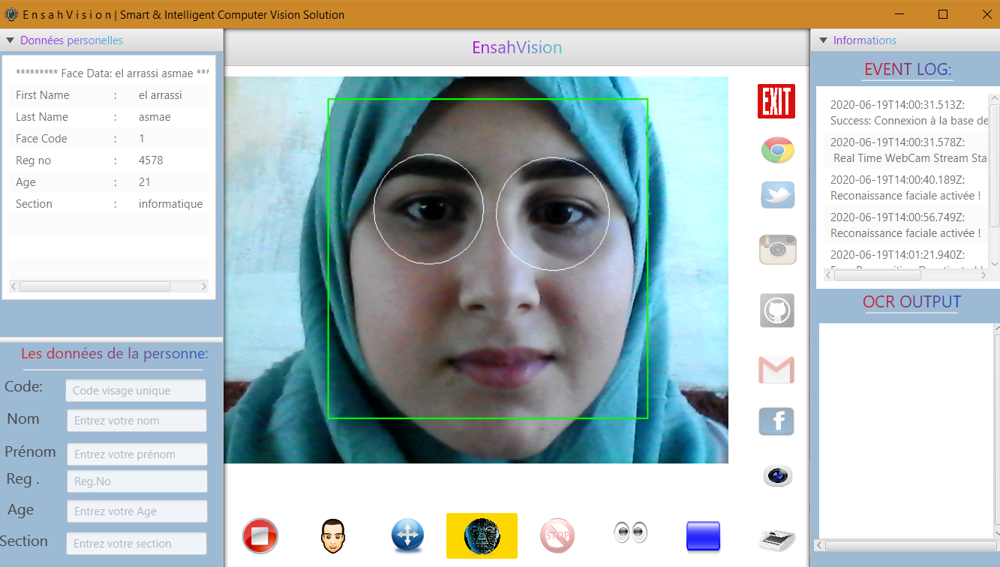 E n s a h V i s i o n | Smart & Intelligent Computer Vision Solution
Données personelles
********* Face Data: el arrassi asmae ***
First Name : el arrassi
Last Name : asmae
Face Code : 1
Reg no : 4578
Age : 21
Section : informatique
Les données de la personne:
Code: Code visage unique
Nom Entrez votre nom
Prénom Entrez votre prénom
Reg . Reg.No
Age Entrez votre Age
Section Entrez votre section
EnsahVision
EXIT
STOP
Informations
EVENT LOG:
2020-06-19T14:00:31.513Z:
Success: Connexion à la base de
2020-06-19T14:00:31.578Z:
Real Time WebCam Stream Sta
2020-06-19T14:00:40.189Z:
Reconaissance faciale activée !
2020-06-19T14:00:56.749Z:
Reconaissance faciale activée !
2020-06-19T14:01:21.940Z:
OCR OUTPUT